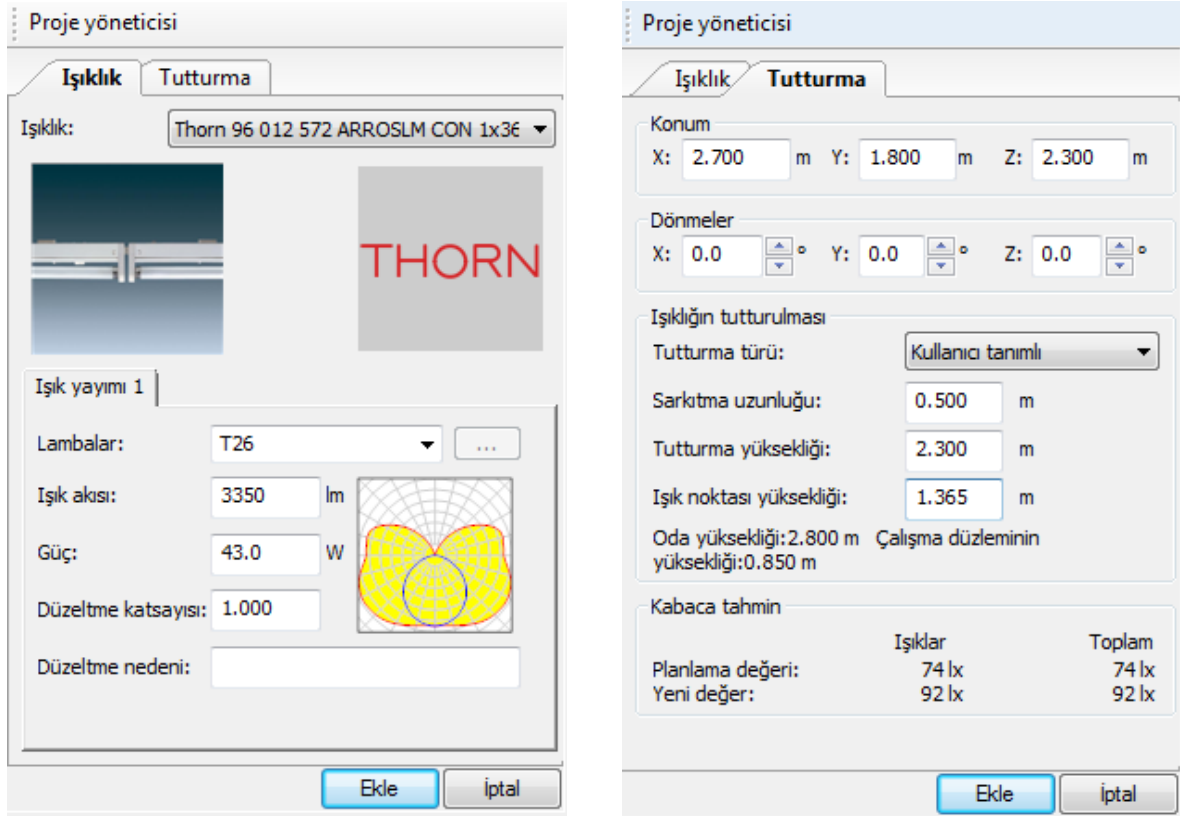 Proje yöneticisi
Işıklık Tutturma
Işıklık: Thorn 96 012 572 ARROSLM CON 1x36
THORN
Işık yayımı 1
Lambalar: T26 ...
Işık akısı: 3350 lm
Güç: 43.0 W
Düzeltme katsayısı: 1.000
Düzeltme nedeni:
Ekle İptal
Proje yöneticisi
Işıklık Tutturma
Konum
X: 2.700 m Y: 1.800 m Z: 2.300 m
Dönmeler
X: 0.0 ° Y: 0.0 ° Z: 0.0 °
Işıklığın tutturulması
Tutturma türü: Kullanıcı tanımlı
Sarkıtma uzunluğu: 0.500 m
Tutturma yüksekliği: 2.300 m
Işık noktası yüksekliği: 1.365 m
Oda yüksekliği:2.800 m Çalışma düzleminin
yüksekliği:0.850 m
Kabaca tahmin
Işıklar Toplam
Planlama değeri: 74 lx 74 lx
Yeni değer: 92 lx 92 lx
Ekle İptal